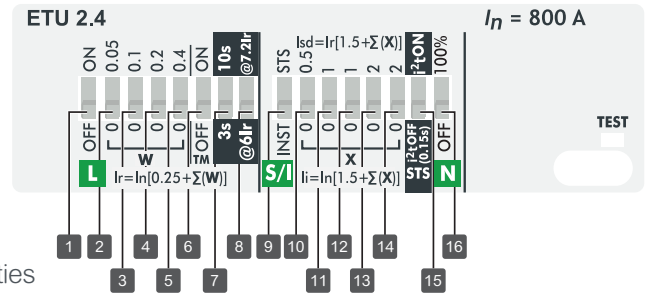 ETU 2.4
In = 800 A
Isd=Ir[1.5+Σ(X)]
ON 0.05 0.1 0.2 0.4 ON 10s @7.2Ir STS 0.5 1 1 2 2 i²tON 100%
OFF 0 0 0 0 OFF 3s @6Ir INST 0 0 0 0 0 i²tOFF (0.15s) STS OFF
W TM X
L Ir=In[0.25+Σ(W)] S/I Ii=In[1.5+Σ(X)] N
TEST
1 2 4 6 8 9 10 12 14 16
3 5 7 11 13 15
ties